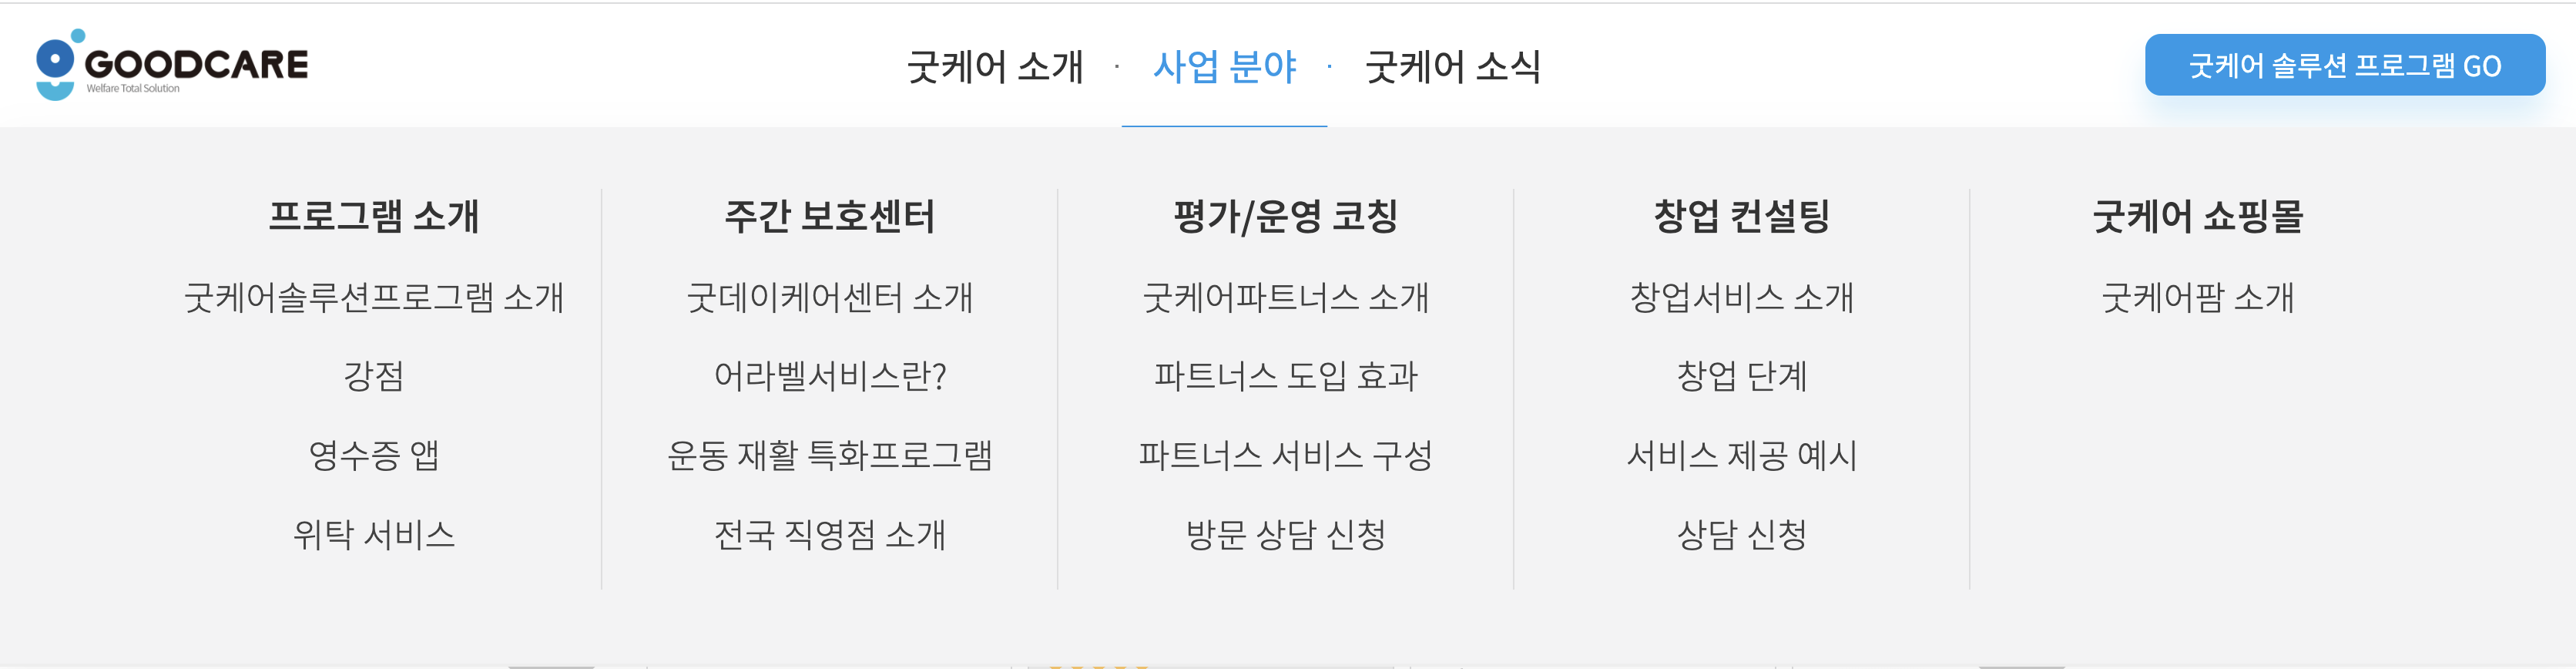 GOODCARE
Welfare Total Solution
굿케어 소개 · 사업 분야 · 굿케어 소식
굿케어 솔루션 프로그램 GO
프로그램 소개
굿케어솔루션프로그램 소개
강점
영수증 앱
위탁 서비스
주간 보호센터
굿데이케어센터 소개
어라벨서비스란?
운동 재활 특화프로그램
전국 직영점 소개
평가/운영 코칭
굿케어파트너스 소개
파트너스 도입 효과
파트너스 서비스 구성
방문 상담 신청
창업 컨설팅
창업서비스 소개
창업 단계
서비스 제공 예시
상담 신청
굿케어 쇼핑몰
굿케어팜 소개